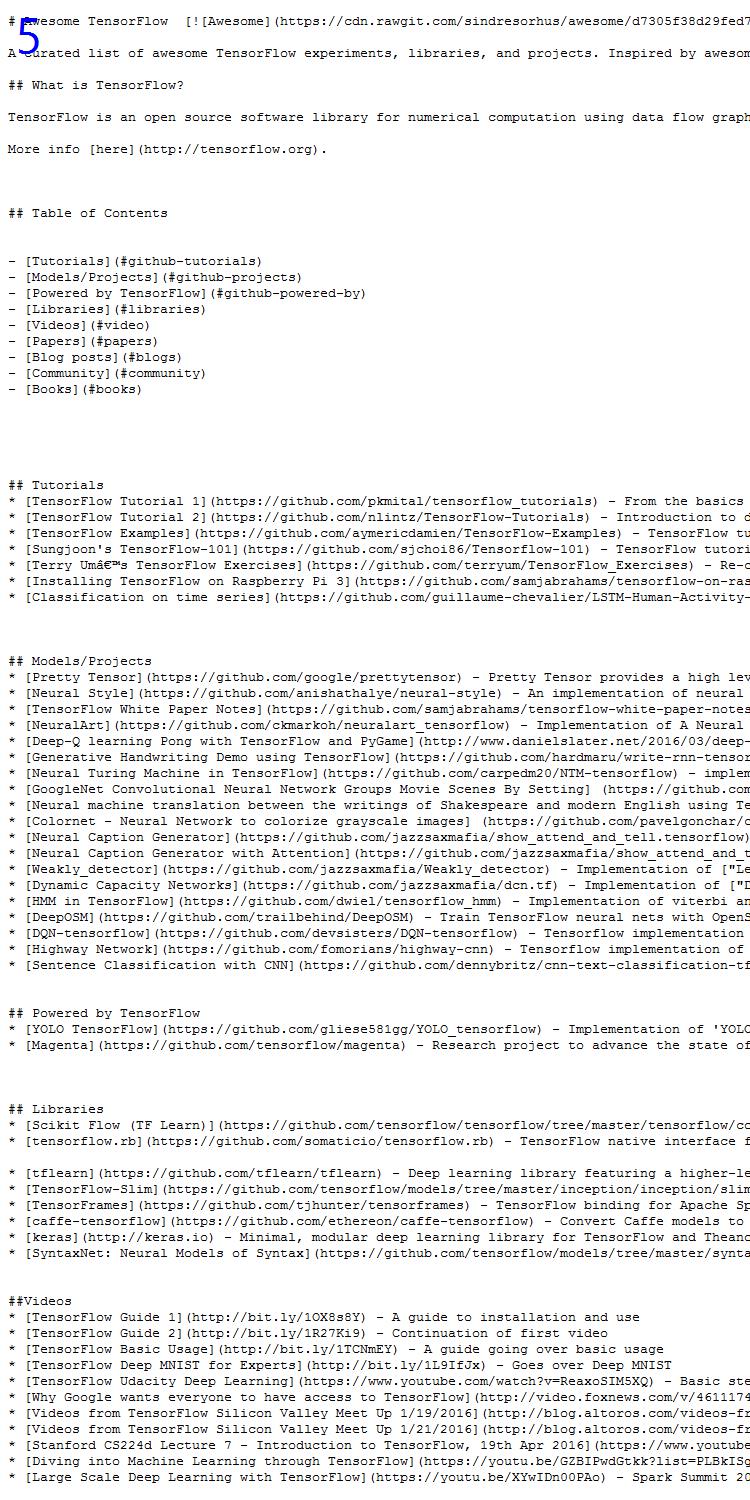 5
# Awesome TensorFlow  [![Awesome](https://cdn.rawgit.com/sindresorhus/awesome/d7305f38d29fed7
A curated list of awesome TensorFlow experiments, libraries, and projects. Inspired by awesom
## What is TensorFlow?
TensorFlow is an open source software library for numerical computation using data flow graph
More info [here](http://tensorflow.org).
## Table of Contents
- [Tutorials](#github-tutorials)
- [Models/Projects](#github-projects)
- [Powered by TensorFlow](#github-powered-by)
- [Libraries](#libraries)
- [Videos](#video)
- [Papers](#papers)
- [Blog posts](#blogs)
- [Community](#community)
- [Books](#books)
## Tutorials
* [TensorFlow Tutorial 1](https://github.com/pkmital/tensorflow_tutorials) - From the basics
* [TensorFlow Tutorial 2](https://github.com/nlintz/TensorFlow-Tutorials) - Introduction to d
* [TensorFlow Examples](https://github.com/aymericdamien/TensorFlow-Examples) - TensorFlow tu
* [Sungjoon's TensorFlow-101](https://github.com/sjchoi86/Tensorflow-101) - TensorFlow tutori
* [Terry Umâ€™s TensorFlow Exercises](https://github.com/terryum/TensorFlow_Exercises) - Re-c
* [Installing TensorFlow on Raspberry Pi 3](https://github.com/samjabrahams/tensorflow-on-ras
* [Classification on time series](https://github.com/guillaume-chevalier/LSTM-Human-Activity-
## Models/Projects
* [Pretty Tensor](https://github.com/google/prettytensor) - Pretty Tensor provides a high lev
* [Neural Style](https://github.com/anishathalye/neural-style) - An implementation of neural
* [TensorFlow White Paper Notes](https://github.com/samjabrahams/tensorflow-white-paper-notes
* [NeuralArt](https://github.com/ckmarkoh/neuralart_tensorflow) - Implementation of A Neural
* [Deep-Q learning Pong with TensorFlow and PyGame](http://www.danielslater.net/2016/03/deep-
* [Generative Handwriting Demo using TensorFlow](https://github.com/hardmaru/write-rnn-tensor
* [Neural Turing Machine in TensorFlow](https://github.com/carpedm20/NTM-tensorflow) - implem
* [GoogleNet Convolutional Neural Network Groups Movie Scenes By Setting] (https://github.com
* [Neural machine translation between the writings of Shakespeare and modern English using Te
* [Colornet - Neural Network to colorize grayscale images] (https://github.com/pavelgonchar/c
* [Neural Caption Generator](https://github.com/jazzsaxmafia/show_attend_and_tell.tensorflow)
* [Neural Caption Generator with Attention](https://github.com/jazzsaxmafia/show_attend_and_t
* [Weakly_detector](https://github.com/jazzsaxmafia/Weakly_detector) - Implementation of ["Le
* [Dynamic Capacity Networks](https://github.com/jazzsaxmafia/dcn.tf) - Implementation of ["D
* [HMM in TensorFlow](https://github.com/dwiel/tensorflow_hmm) - Implementation of viterbi an
* [DeepOSM](https://github.com/trailbehind/DeepOSM) - Train TensorFlow neural nets with OpenS
* [DQN-tensorflow](https://github.com/devsisters/DQN-tensorflow) - Tensorflow implementation
* [Highway Network](https://github.com/fomorians/highway-cnn) - Tensorflow implementation of
* [Sentence Classification with CNN](https://github.com/dennybritz/cnn-text-classification-tf
## Powered by TensorFlow
* [YOLO TensorFlow](https://github.com/gliese581gg/YOLO_tensorflow) - Implementation of 'YOLO
* [Magenta](https://github.com/tensorflow/magenta) - Research project to advance the state of
## Libraries
* [Scikit Flow (TF Learn)](https://github.com/tensorflow/tensorflow/tree/master/tensorflow/co
* [tensorflow.rb](https://github.com/somaticio/tensorflow.rb) - TensorFlow native interface f
* [tflearn](https://github.com/tflearn/tflearn) - Deep learning library featuring a higher-le
* [TensorFlow-Slim](https://github.com/tensorflow/models/tree/master/inception/inception/slim
* [TensorFrames](https://github.com/tjhunter/tensorframes) - TensorFlow binding for Apache Sp
* [caffe-tensorflow](https://github.com/ethereon/caffe-tensorflow) - Convert Caffe models to
* [keras](http://keras.io) - Minimal, modular deep learning library for TensorFlow and Theano
* [SyntaxNet: Neural Models of Syntax](https://github.com/tensorflow/models/tree/master/synta
##Videos
* [TensorFlow Guide 1](http://bit.ly/1OX8s8Y) - A guide to installation and use
* [TensorFlow Guide 2](http://bit.ly/1R27Ki9) - Continuation of first video
* [TensorFlow Basic Usage](http://bit.ly/1TCNmEY) - A guide going over basic usage
* [TensorFlow Deep MNIST for Experts](http://bit.ly/1L9IfJx) - Goes over Deep MNIST
* [TensorFlow Udacity Deep Learning](https://www.youtube.com/watch?v=ReaxoSIM5XQ) - Basic ste
* [Why Google wants everyone to have access to TensorFlow](http://video.foxnews.com/v/4611174
* [Videos from TensorFlow Silicon Valley Meet Up 1/19/2016](http://blog.altoros.com/videos-fr
* [Videos from TensorFlow Silicon Valley Meet Up 1/21/2016](http://blog.altoros.com/videos-fr
* [Stanford CS224d Lecture 7 - Introduction to TensorFlow, 19th Apr 2016](https://www.youtube
* [Diving into Machine Learning through TensorFlow](https://youtu.be/GZBIPwdGtkk?list=PLBkISg
* [Large Scale Deep Learning with TensorFlow](https://youtu.be/XYwIDn00PAo) - Spark Summit 20